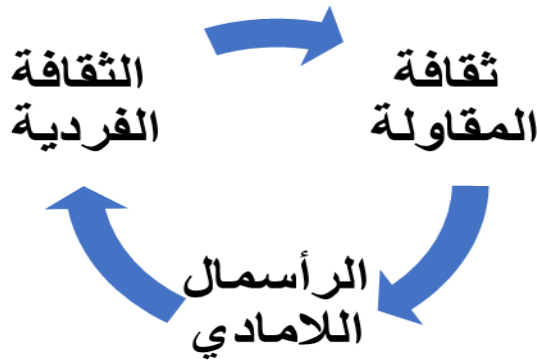 ثقافة
المقاولة
الثقافة
الفردية
الرأسمال
اللامادي